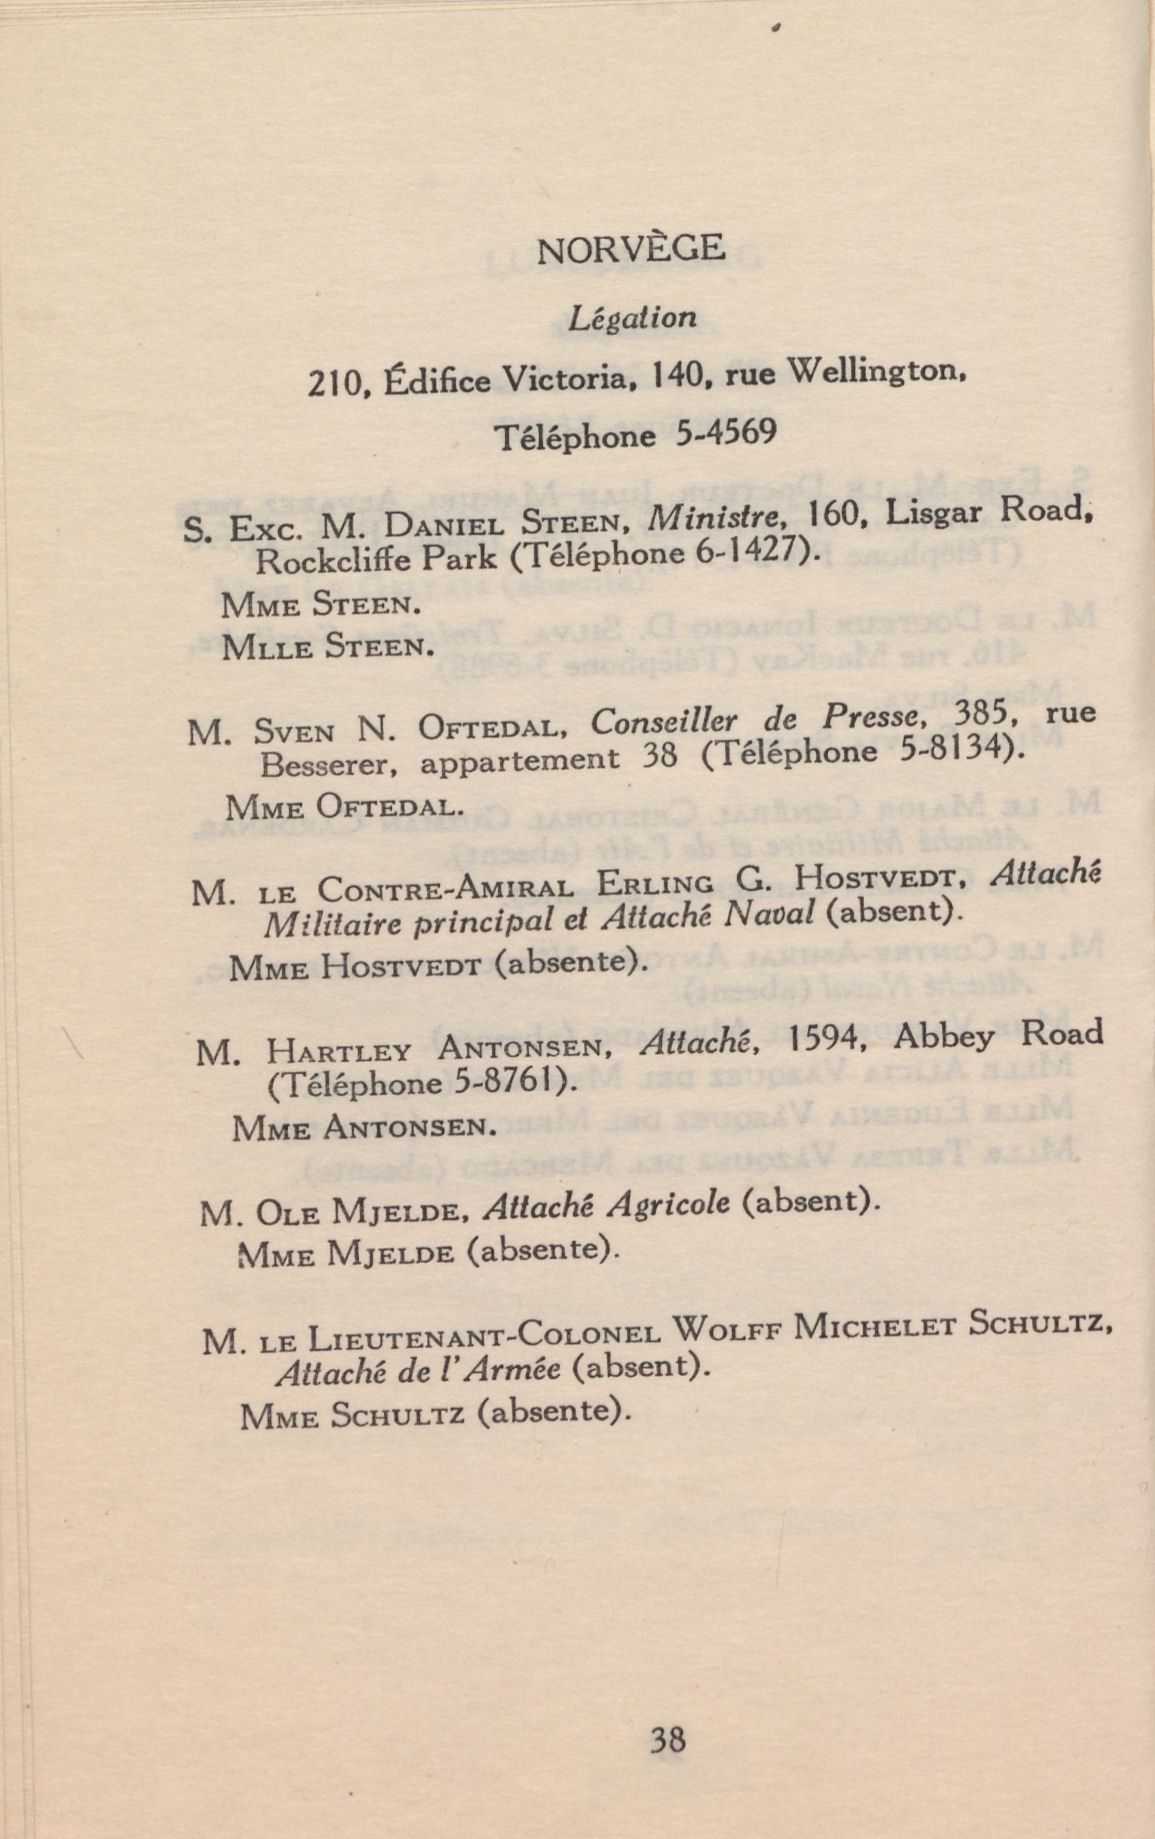 NORVÈGE
Légation
210, Édifice Victoria, 140, rue Wellington,
Téléphone 5-4569
S. Exc. M. Daniel Steen, Ministre, 160, Lisgar Road,
Rockcliffe Park (Téléphone 6-1427).
Mme Steen.
Mlle Steen.
M. Sven N. Oftedal, Conseiller de Presse, 385, rue
Besserer, appartement 38 (Téléphone 5-8134).
Mme Oftedal.
M. le Contre-Amiral Erling G. Hostvedt, Attaché
Militaire principal et Attaché Naval (absent).
Mme Hostvedt (absente).
M. Hartley Antonsen, Attaché, 1594, Abbey Road
(Téléphone 5-8761).
Mme Antonsen.
M. Ole Mjelde, Attaché Agricole (absent).
Mme Mjelde (absente).
M. le Lieutenant-Colonel Wolff Michelet Schultz,
Attaché de l'Armée (absent).
Mme Schultz (absente).
38